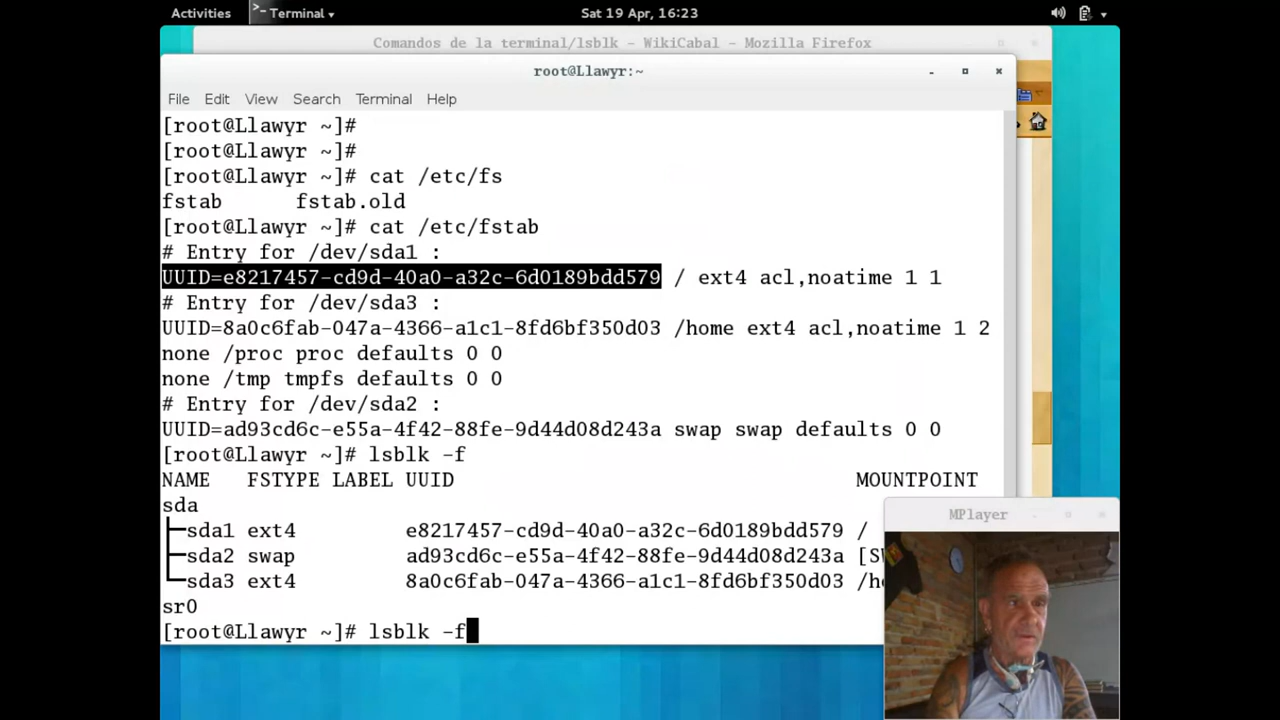 Activities Terminal Sat 19 Apr, 16:23
Comandos de la terminal/lsblk - WikiCabal - Mozilla Firefox
root@Llawyr:~
File Edit View Search Terminal Help
[root@Llawyr ~]#
[root@Llawyr ~]#
[root@Llawyr ~]# cat /etc/fs
fstab fstab.old
[root@Llawyr ~]# cat /etc/fstab
# Entry for /dev/sda1 :
UUID=e8217457-cd9d-40a0-a32c-6d0189bdd579 / ext4 acl,noatime 1 1
# Entry for /dev/sda3 :
UUID=8a0c6fab-047a-4366-a1c1-8fd6bf350d03 /home ext4 acl,noatime 1 2
none /proc proc defaults 0 0
none /tmp tmpfs defaults 0 0
# Entry for /dev/sda2 :
UUID=ad93cd6c-e55a-4f42-88fe-9d44d08d243a swap swap defaults 0 0
[root@Llawyr ~]# lsblk -f
NAME FSTYPE LABEL UUID MOUNTPOINT
sda
├─sda1 ext4 e8217457-cd9d-40a0-a32c-6d0189bdd579 /
├─sda2 swap ad93cd6c-e55a-4f42-88fe-9d44d08d243a [S
└─sda3 ext4 8a0c6fab-047a-4366-a1c1-8fd6bf350d03 /h
sr0
[root@Llawyr ~]# lsblk -f
MPlayer